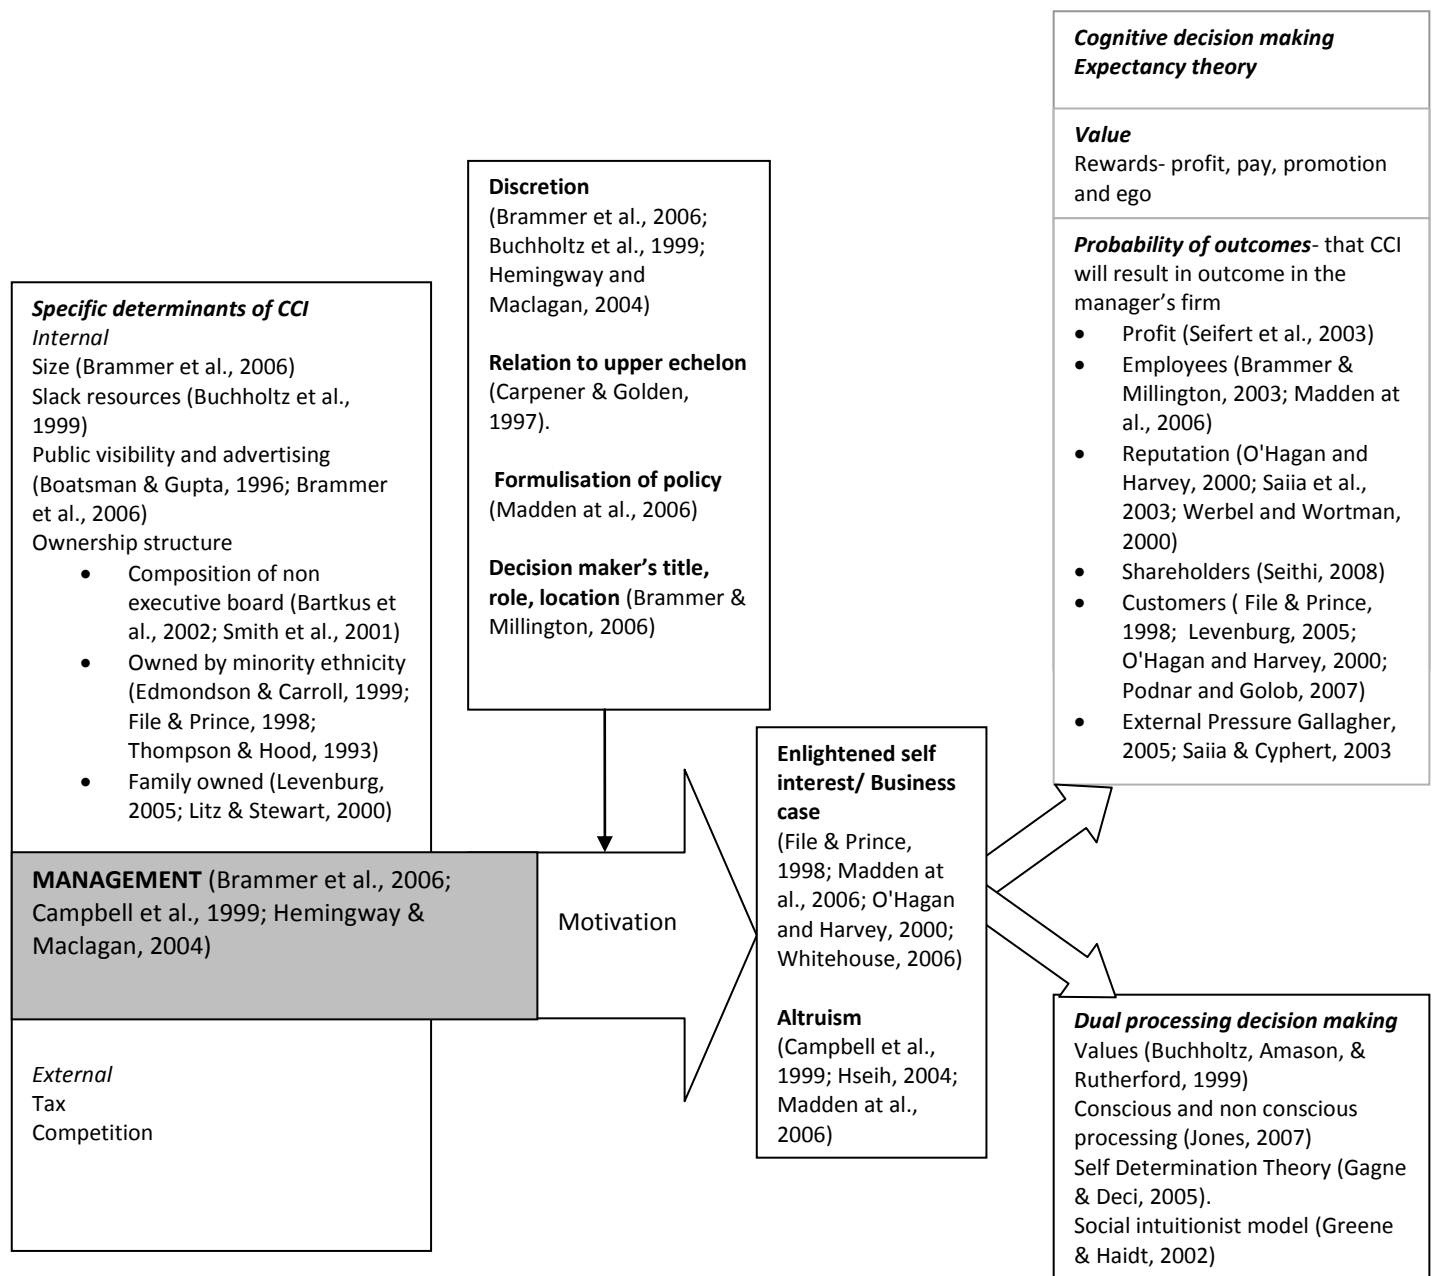 Specific determinants of CCI
Internal
Size (Brammer et al., 2006)
Slack resources (Buchholtz et al.,
1999)
Public visibility and advertising
(Boatsman & Gupta, 1996; Brammer
et al., 2006)
Ownership structure
• Composition of non
executive board (Bartkus et
al., 2002; Smith et al., 2001)
• Owned by minority ethnicity
(Edmondson & Carroll, 1999;
File & Prince, 1998;
Thompson & Hood, 1993)
• Family owned (Levenburg,
2005; Litz & Stewart, 2000)
MANAGEMENT (Brammer et al., 2006;
Campbell et al., 1999; Hemingway &
Maclagan, 2004)
External
Tax
Competition
Discretion
(Brammer et al., 2006;
Buchholtz et al., 1999;
Hemingway and
Maclagan, 2004)
Relation to upper echelon
(Carpener & Golden,
1997).
Formulisation of policy
(Madden at al., 2006)
Decision maker’s title,
role, location (Brammer &
Millington, 2006)
Motivation
Enlightened self
interest/ Business
case
(File & Prince,
1998; Madden at
al., 2006; O'Hagan
and Harvey, 2000;
Whitehouse, 2006)
Altruism
(Campbell et al.,
1999; Hseih, 2004;
Madden at al.,
2006)
Cognitive decision making
Expectancy theory
Value
Rewards- profit, pay, promotion
and ego
Probability of outcomes- that CCI
will result in outcome in the
manager’s firm
• Profit (Seifert et al., 2003)
• Employees (Brammer &
Millington, 2003; Madden at
al., 2006)
• Reputation (O'Hagan and
Harvey, 2000; Saiia et al.,
2003; Werbel and Wortman,
2000)
• Shareholders (Seithi, 2008)
• Customers ( File & Prince,
1998; Levenburg, 2005;
O'Hagan and Harvey, 2000;
Podnar and Golob, 2007)
• External Pressure Gallagher,
2005; Saiia & Cyphert, 2003
Dual processing decision making
Values (Buchholtz, Amason, &
Rutherford, 1999)
Conscious and non conscious
processing (Jones, 2007)
Self Determination Theory (Gagne
& Deci, 2005).
Social intuitionist model (Greene
& Haidt, 2002)